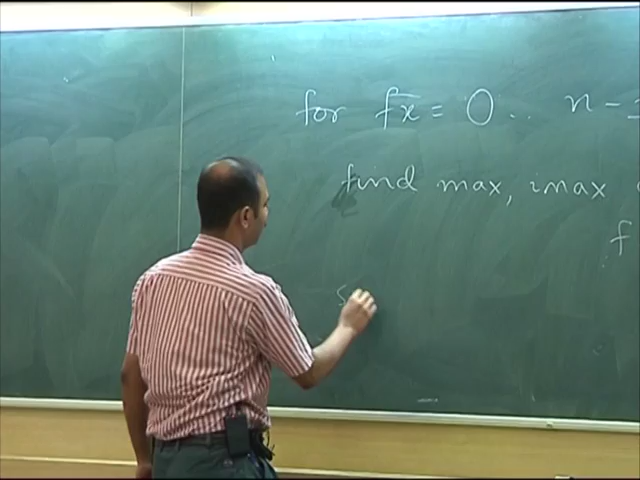 for fx = 0 .. n -
find max, imax
f
s